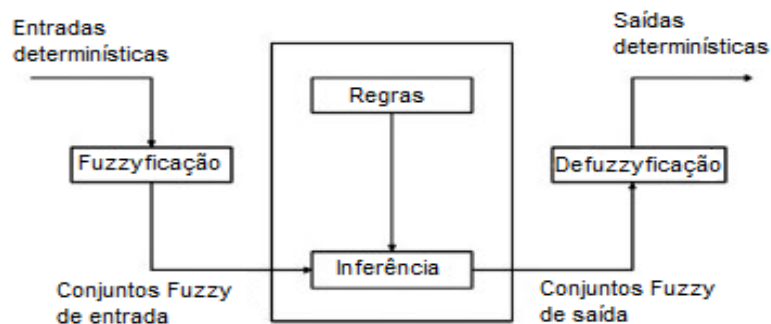 Entradas
determinísticas
Saídas
determinísticas
Regras
Fuzzyficação
Defuzzyficação
Inferência
Conjuntos Fuzzy
de entrada
Conjuntos Fuzzy
de saída